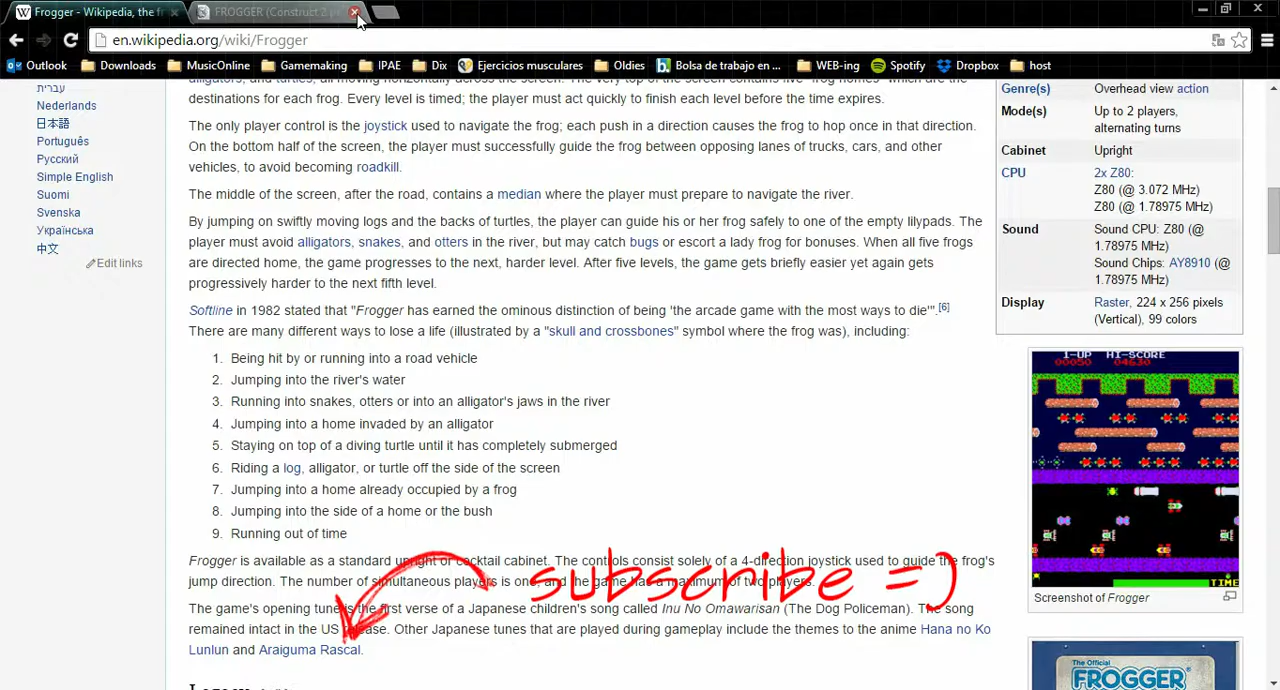 Frogger - Wikipedia, the fr
FROGGER (Construct 2 pr
en.wikipedia.org/wiki/Frogger
Outlook Downloads MusicOnline Gamemaking IPAE Dix Ejercicios musculares Oldies Bolsa de trabajo en ... WEB-ing Spotify Dropbox host
עברית
Nederlands
日本語
Português
Русский
Simple English
Suomi
Svenska
Українська
中文
Edit links
alligators, and turtles, all moving horizontally across the screen. The very top of the screen contains five "frog homes" which are the
destinations for each frog. Every level is timed; the player must act quickly to finish each level before the time expires.
The only player control is the joystick used to navigate the frog; each push in a direction causes the frog to hop once in that direction.
On the bottom half of the screen, the player must successfully guide the frog between opposing lanes of trucks, cars, and other
vehicles, to avoid becoming roadkill.
The middle of the screen, after the road, contains a median where the player must prepare to navigate the river.
By jumping on swiftly moving logs and the backs of turtles, the player can guide his or her frog safely to one of the empty lilypads. The
player must avoid alligators, snakes, and otters in the river, but may catch bugs or escort a lady frog for bonuses. When all five frogs
are directed home, the game progresses to the next, harder level. After five levels, the game gets briefly easier yet again gets
progressively harder to the next fifth level.
Softline in 1982 stated that "Frogger has earned the ominous distinction of being 'the arcade game with the most ways to die'".[6]
There are many different ways to lose a life (illustrated by a "skull and crossbones" symbol where the frog was), including:
1. Being hit by or running into a road vehicle
2. Jumping into the river's water
3. Running into snakes, otters or into an alligator's jaws in the river
4. Jumping into a home invaded by an alligator
5. Staying on top of a diving turtle until it has completely submerged
6. Riding a log, alligator, or turtle off the side of the screen
7. Jumping into a home already occupied by a frog
8. Jumping into the side of a home or the bush
9. Running out of time
Frogger is available as a standard upright or cocktail cabinet. The controls consist solely of a 4-direction joystick used to guide the frog's
jump direction. The number of simultaneous players is one, and the game has a maximum of two players.
subscribe =)
The game's opening tune is the first verse of a Japanese children's song called Inu No Omawarisan (The Dog Policeman). The song
remained intact in the US release. Other Japanese tunes that are played during gameplay include the themes to the anime Hana no Ko
Lunlun and Araiguma Rascal.
Genre(s) Overhead view action
Mode(s) Up to 2 players,
alternating turns
Cabinet Upright
CPU 2x Z80:
Z80 (@ 3.072 MHz)
Z80 (@ 1.78975 MHz)
Sound Sound CPU: Z80 (@
1.78975 MHz)
Sound Chips: AY8910 (@
1.78975 MHz)
Display Raster, 224 x 256 pixels
(Vertical), 99 colors
1-UP HI-SCORE
00050 04630
TIME
Screenshot of Frogger
The Official
FROGGER